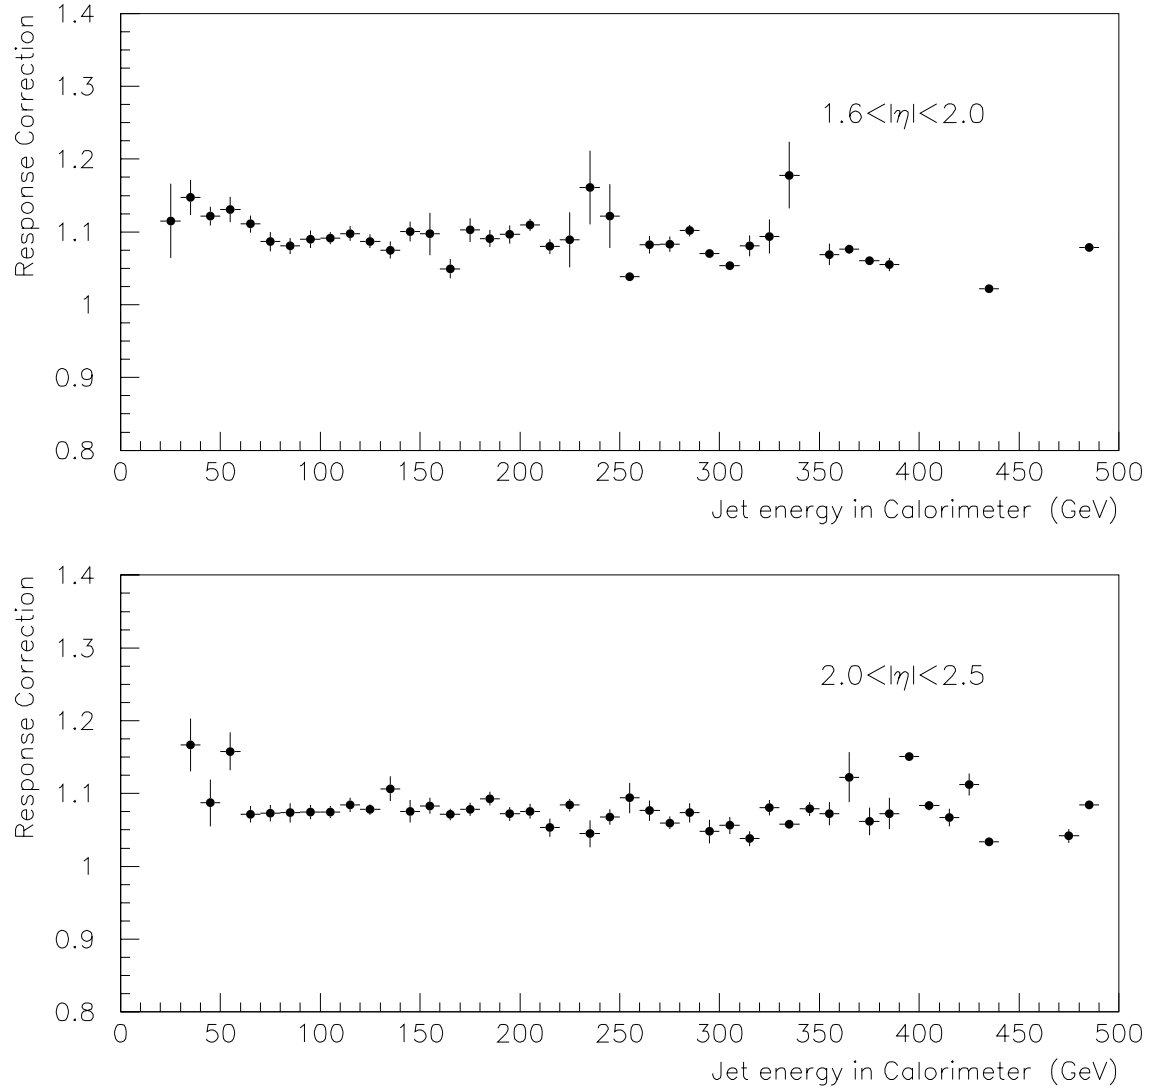 Response Correction
1.4
1.3
1.2
1.1
1
0.9
0.8
1.6<|η|<2.0
0 50 100 150 200 250 300 350 400 450 500
Jet energy in Calorimeter (GeV)
Response Correction
1.4
1.3
1.2
1.1
1
0.9
0.8
2.0<|η|<2.5
0 50 100 150 200 250 300 350 400 450 500
Jet energy in Calorimeter (GeV)